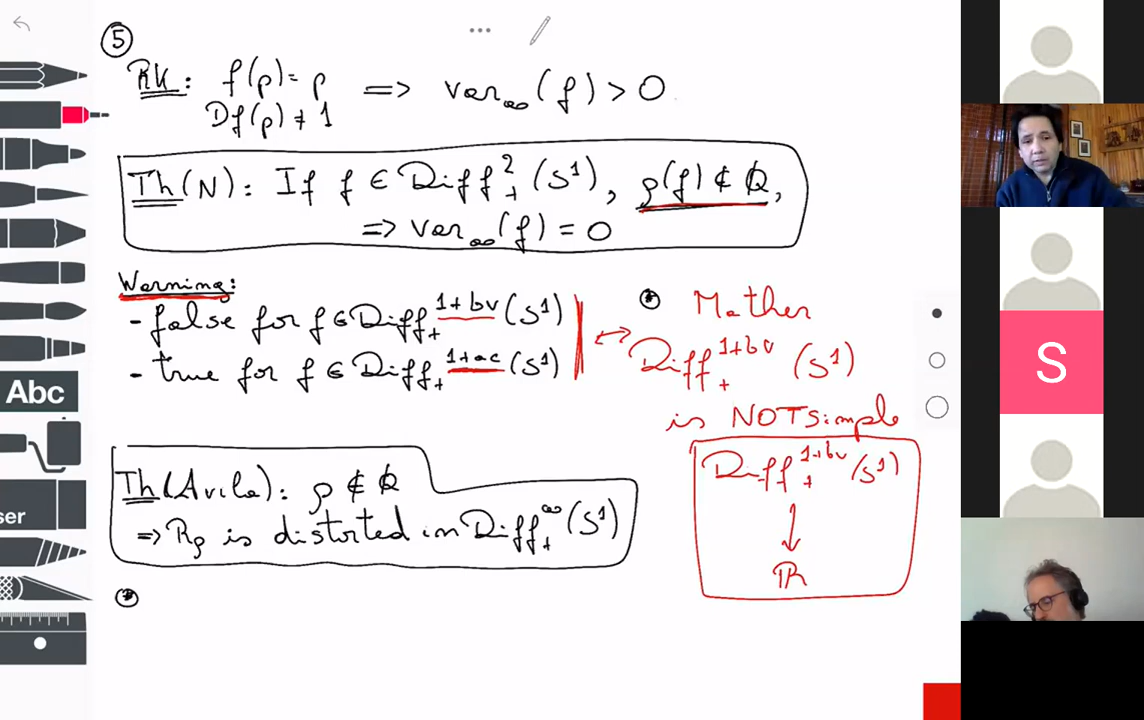 5
RK: f(p)=p ⟹ var∞(f) > 0
Df(p) ≠ 1
Th(N): If f ∈ Diff²₊(S¹), ρ(f) ∉ ℚ,
⟹ var∞(f) = 0
Warning:
- false for f ∈ Diff₊^{1+bv}(S¹)
- true for f ∈ Diff₊^{1+ac}(S¹)
Mather
Diff₊^{1+bv}(S¹)
is NOT Simple
Diff₊^{1+bv}(S¹)
↓
ℝ
Th(Avila): ρ ∉ ℚ
⟹ Rρ is distorted in Diff₊^∞(S¹)
Abc
ser
S